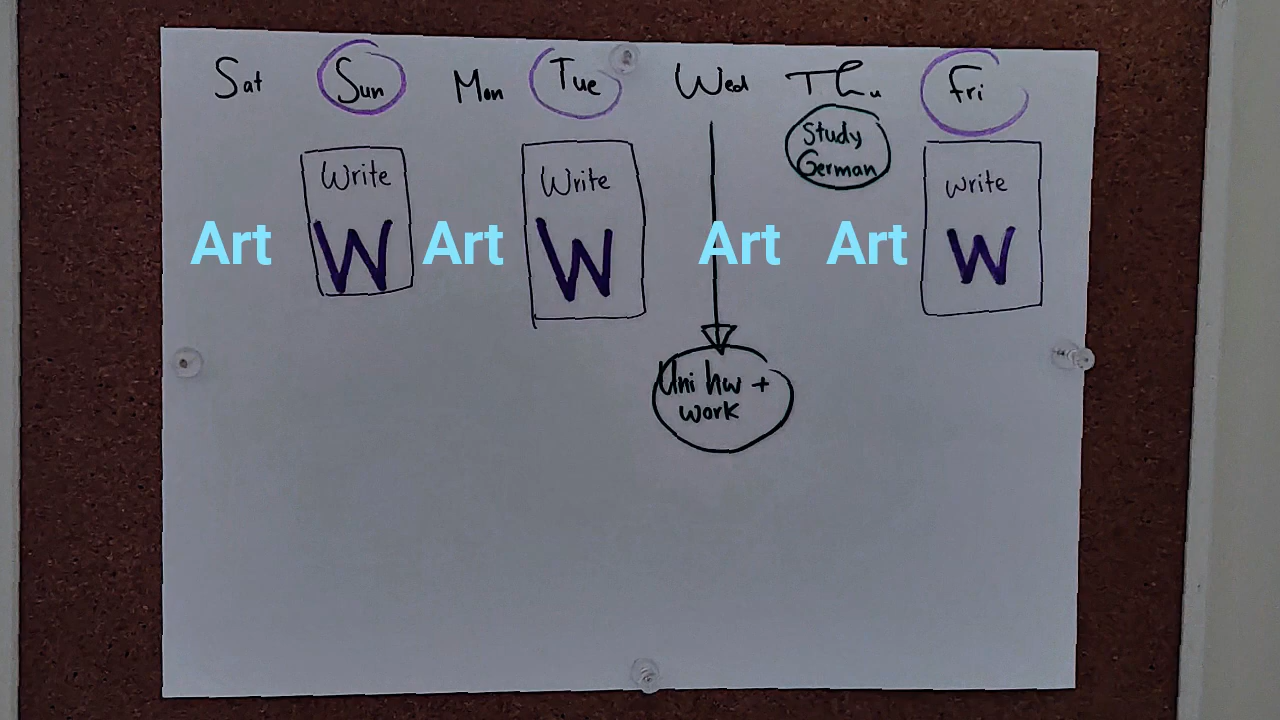 Sat Sun Mon Tue Wed Thu Fri
Study
German
Write Write write
Art W Art W Art Art W
Uni hw +
work